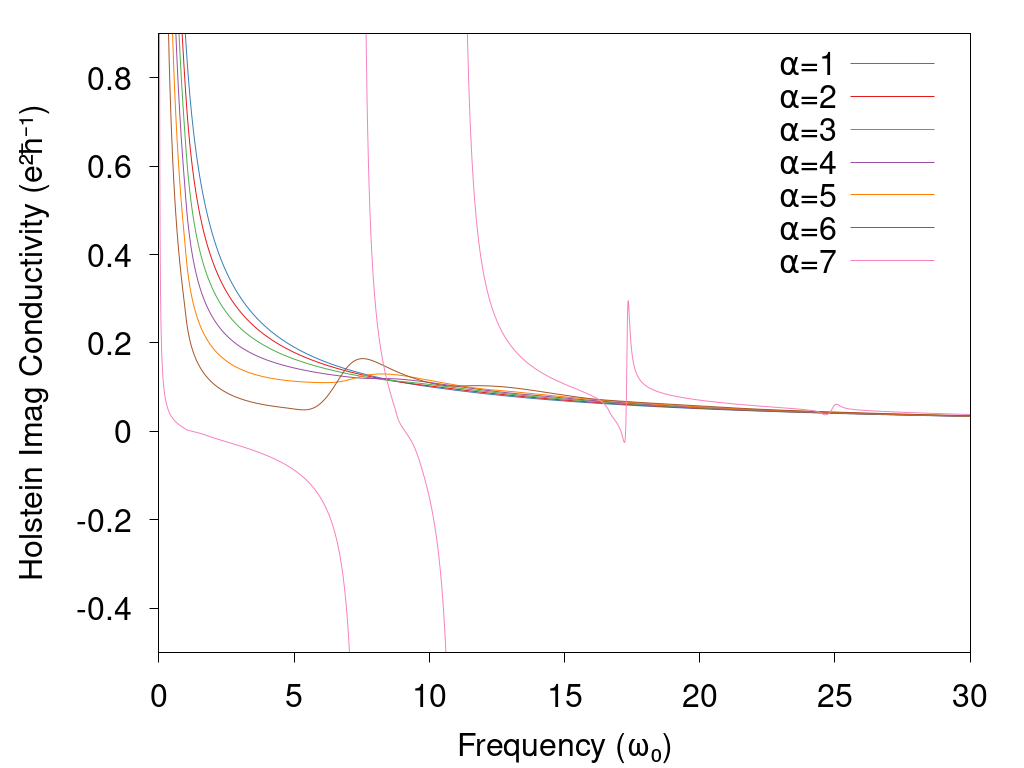 Holstein Imag Conductivity (e²ħ⁻¹)
0.8
0.6
0.4
0.2
0
-0.2
-0.4
0
5
10
15
20
25
30
Frequency (ω₀)
α=1
α=2
α=3
α=4
α=5
α=6
α=7